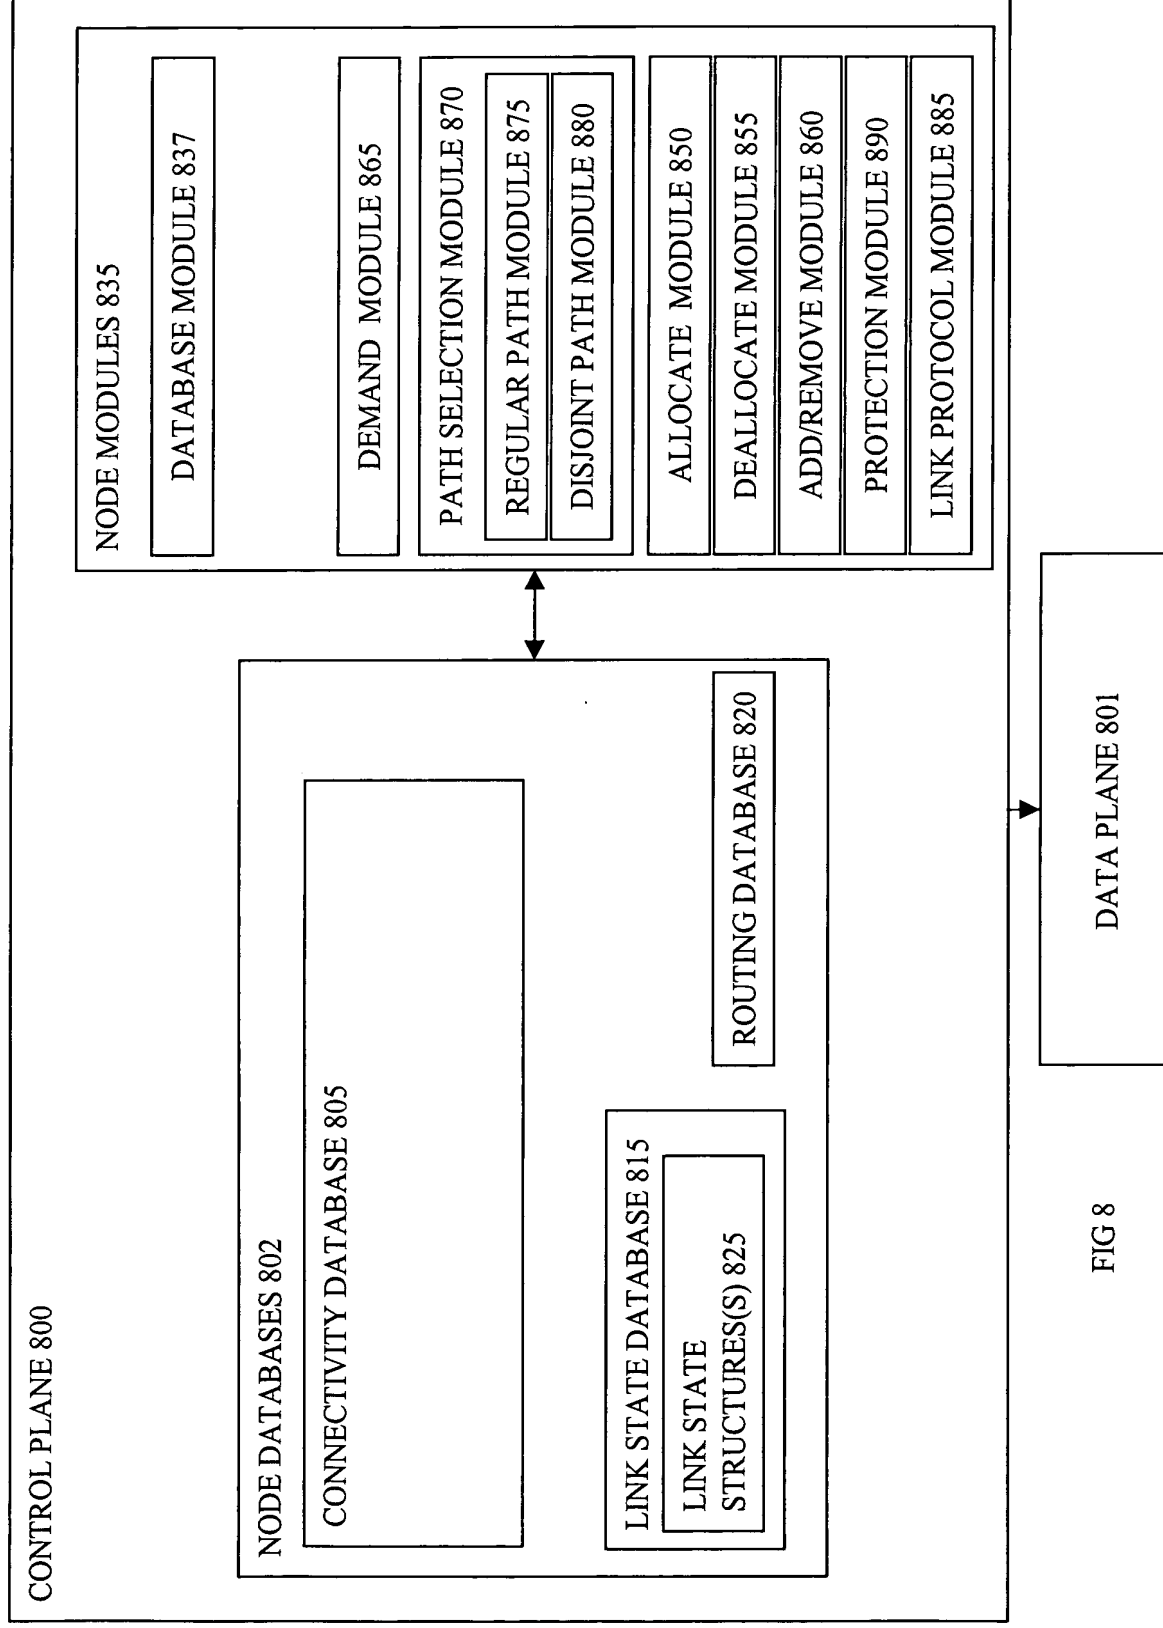 CONTROL PLANE 800
NODE DATABASES 802
CONNECTIVITY DATABASE 805
LINK STATE DATABASE 815
LINK STATE
STRUCTURES(S) 825
ROUTING DATABASE 820
NODE MODULES 835
DATABASE MODULE 837
DEMAND MODULE 865
PATH SELECTION MODULE 870
REGULAR PATH MODULE 875
DISJOINT PATH MODULE 880
ALLOCATE MODULE 850
DEALLOCATE MODULE 855
ADD/REMOVE MODULE 860
PROTECTION MODULE 890
LINK PROTOCOL MODULE 885
DATA PLANE 801
FIG 8